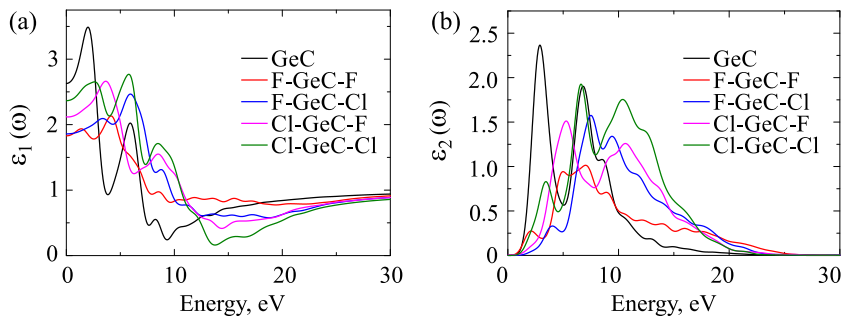 (a)
ε1(ω)
3
2
1
0
0
10
20
30
Energy, eV
GeC
F-GeC-F
F-GeC-Cl
Cl-GeC-F
Cl-GeC-Cl
(b)
ε2(ω)
2.5
2.0
1.5
1.0
0.5
0
0
10
20
30
Energy, eV
GeC
F-GeC-F
F-GeC-Cl
Cl-GeC-F
Cl-GeC-Cl